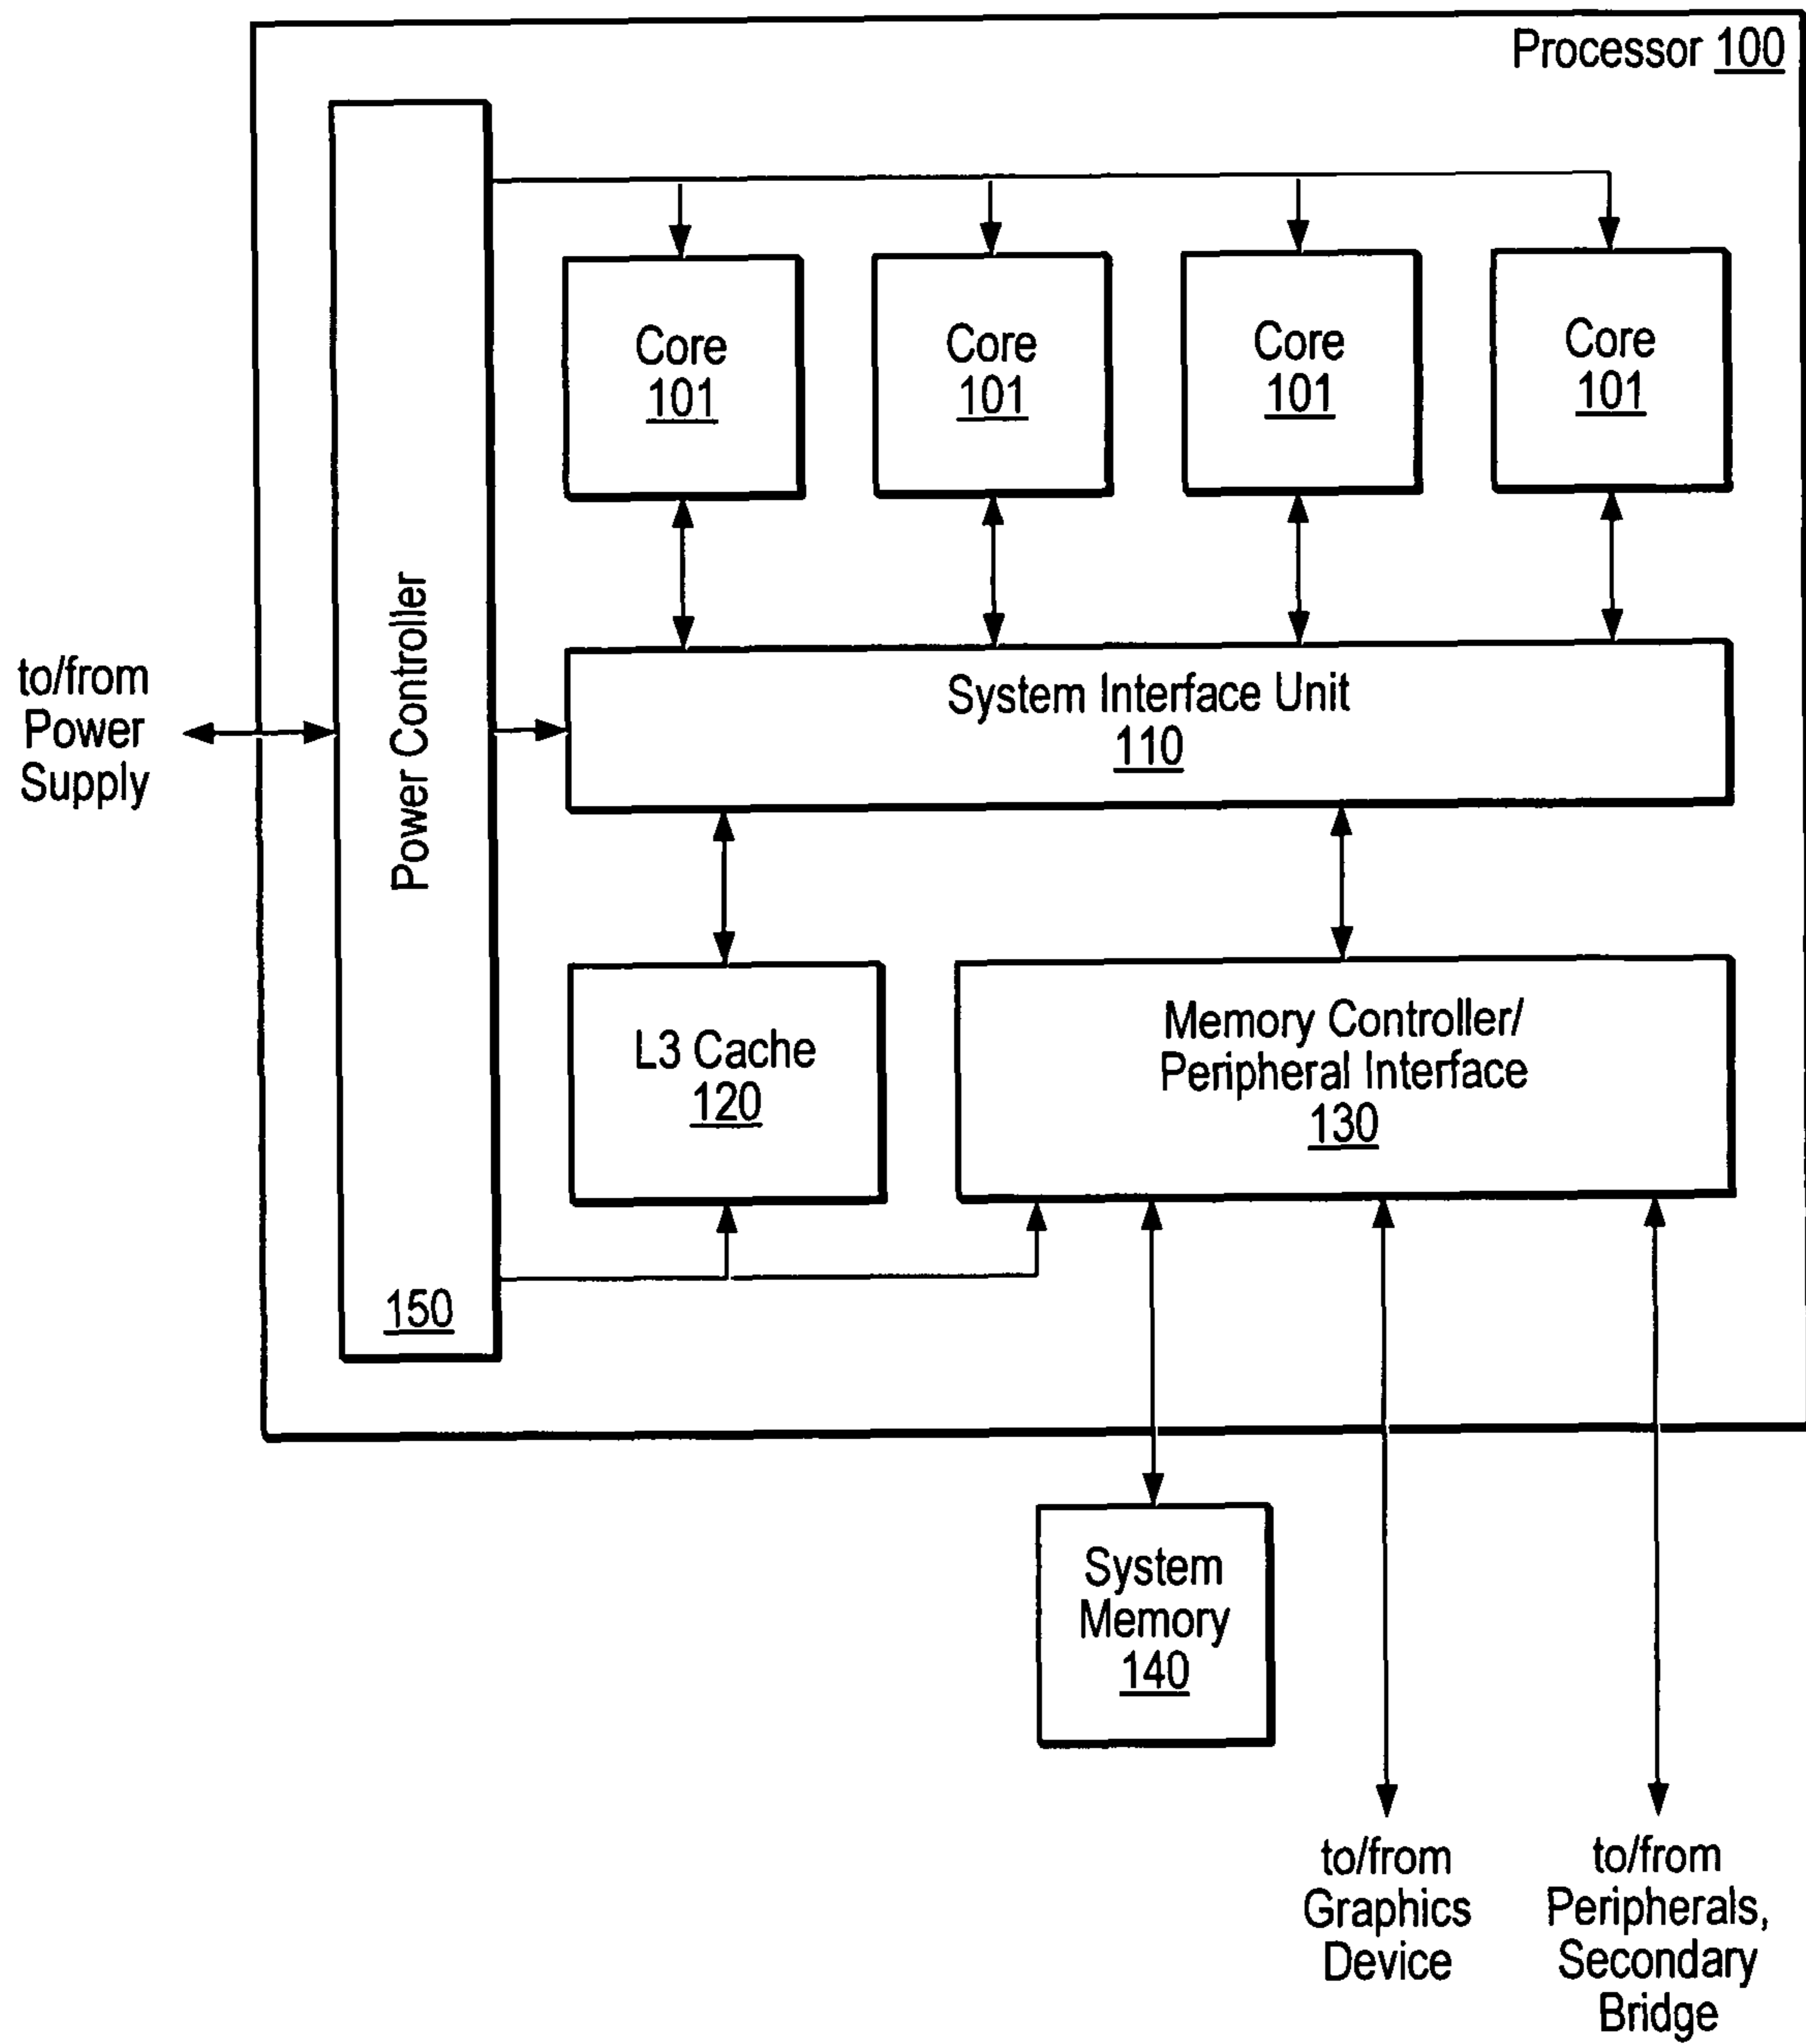 Processor 100
Core
101
Core
101
Core
101
Core
101
Power Controller
150
to/from
Power
Supply
System Interface Unit
110
L3 Cache
120
Memory Controller/
Peripheral Interface
130
System
Memory
140
to/from
Graphics
Device
to/from
Peripherals,
Secondary
Bridge